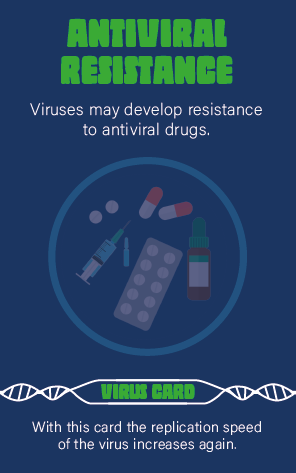 ANTIVIRAL
RESISTANCE
Viruses may develop resistance
to antiviral drugs.
VIRUS CARD
With this card the replication speed
of the virus increases again.